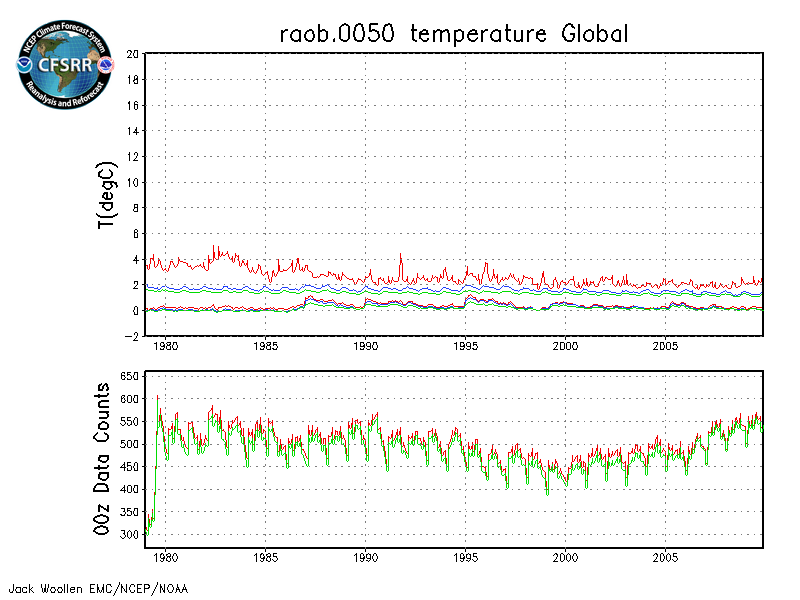 raob.0050 temperature Global
NCEP Climate Forecast System
CFSRR
Reanalysis and Reforecast
T(degC)
20
18
16
14
12
10
8
6
4
2
0
-2
1980 1985 1990 1995 2000 2005
00z Data Counts
650
600
550
500
450
400
350
300
1980 1985 1990 1995 2000 2005
Jack Woollen EMC/NCEP/NOAA